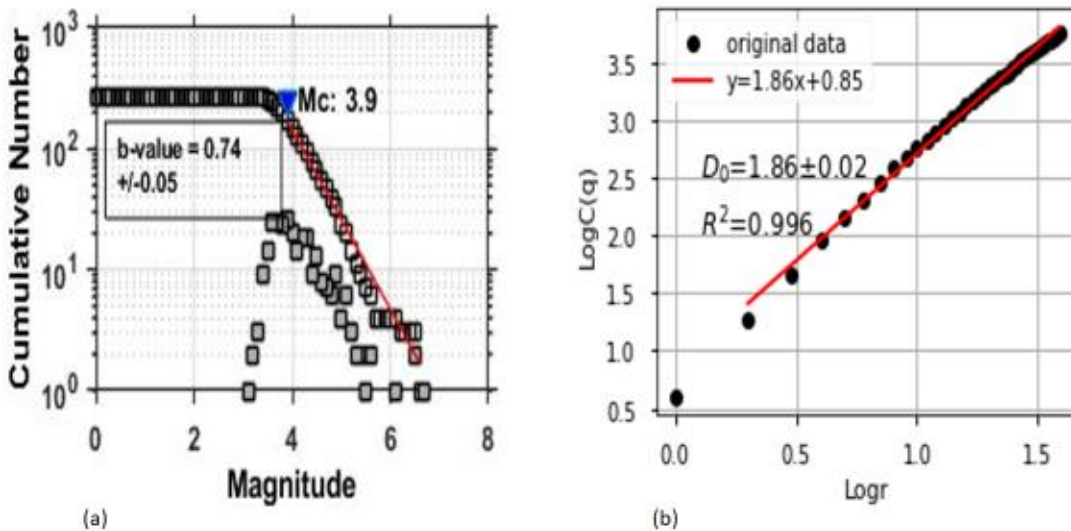 10³
10²
10¹
10⁰
Cumulative Number
Mc: 3.9
b-value = 0.74
+/-0.05
0 2 4 6 8
Magnitude
(a)
3.5
3.0
2.5
2.0
1.5
1.0
0.5
LogC(q)
original data
y=1.86x+0.85
D₀=1.86±0.02
R²=0.996
0.0 0.5 1.0 1.5
Logr
(b)